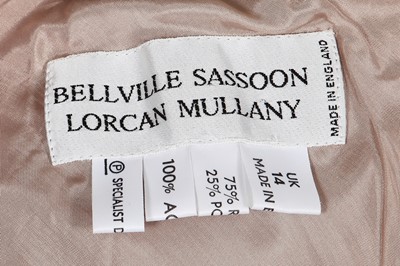 BELLVILLE SASSOON
LORCAN MULLANY
MADE IN ENGLAND
P SPECIALIST D
100% AC
75% R
25% PO
UK
14
MADE IN E